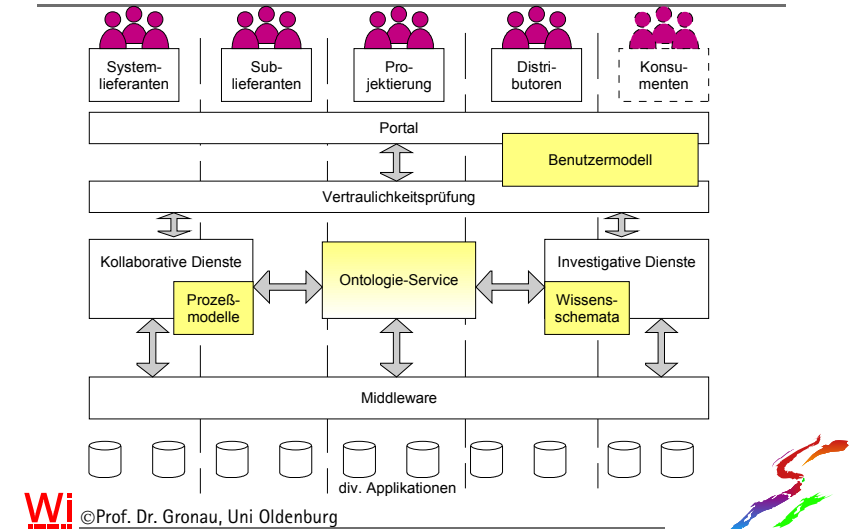 System-
lieferanten
Sub-
lieferanten
Pro-
jektierung
Distri-
butoren
Konsu-
menten
Portal
Benutzermodell
Vertraulichkeitsprüfung
Kollaborative Dienste
Prozeß-
modelle
Ontologie-Service
Investigative Dienste
Wissens-
schemata
Middleware
div. Applikationen
Wi ©Prof. Dr. Gronau, Uni Oldenburg